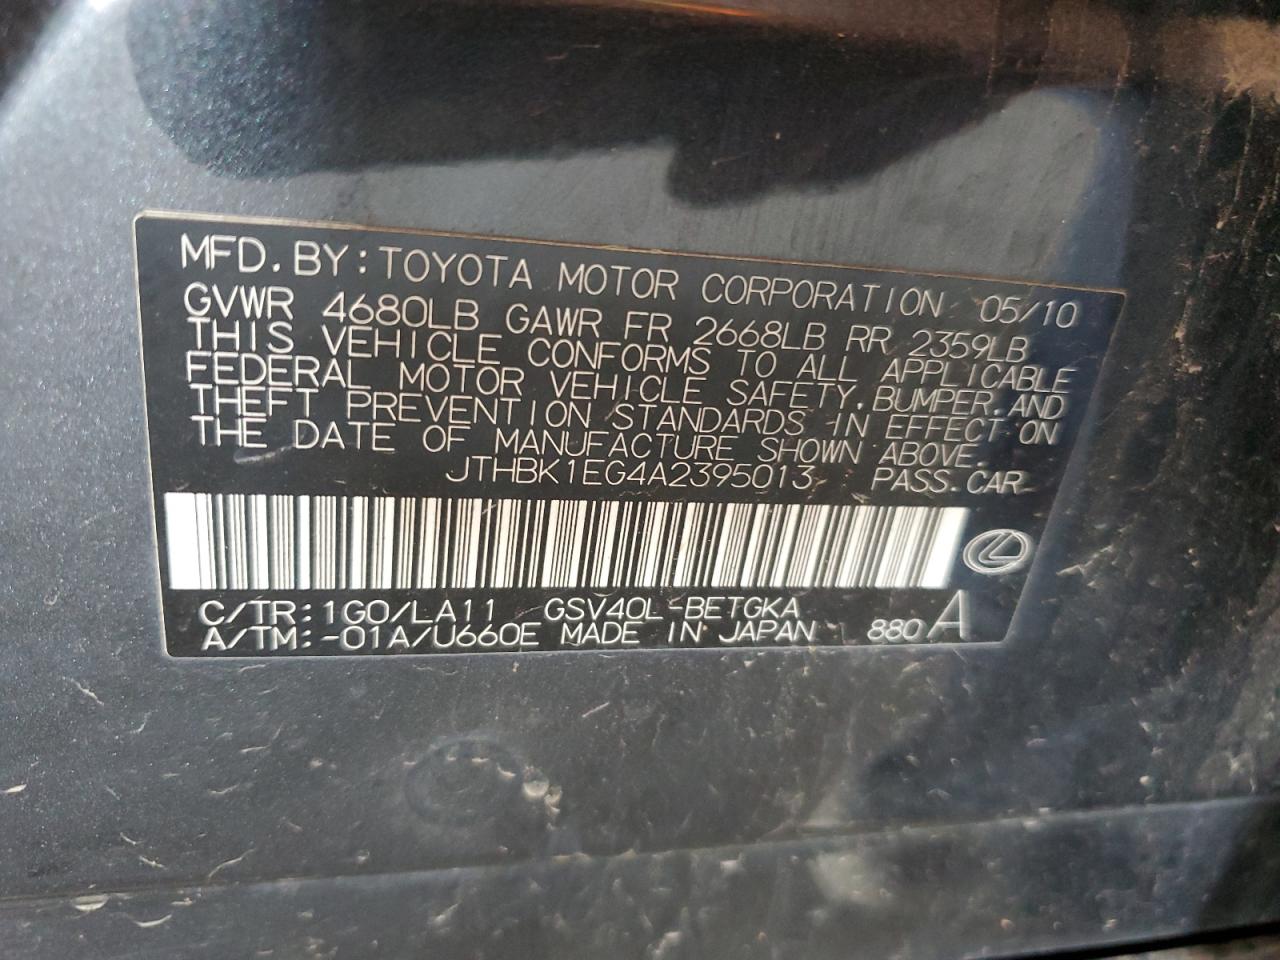 MFD. BY: TOYOTA MOTOR CORPORATION 05/10
GVWR 4680LB GAWR FR 2668LB RR 2359LB
THIS VEHICLE CONFORMS TO ALL APPLICABLE
FEDERAL MOTOR VEHICLE SAFETY, BUMPER, AND
THEFT PREVENTION STANDARDS IN EFFECT ON
THE DATE OF MANUFACTURE SHOWN ABOVE.
JTHBK1EG4A2395013 PASS. CAR
C/TR: 1G0/LA11 GSV40L-BETGKA
A/TM: -01A/U660E MADE IN JAPAN 880 A